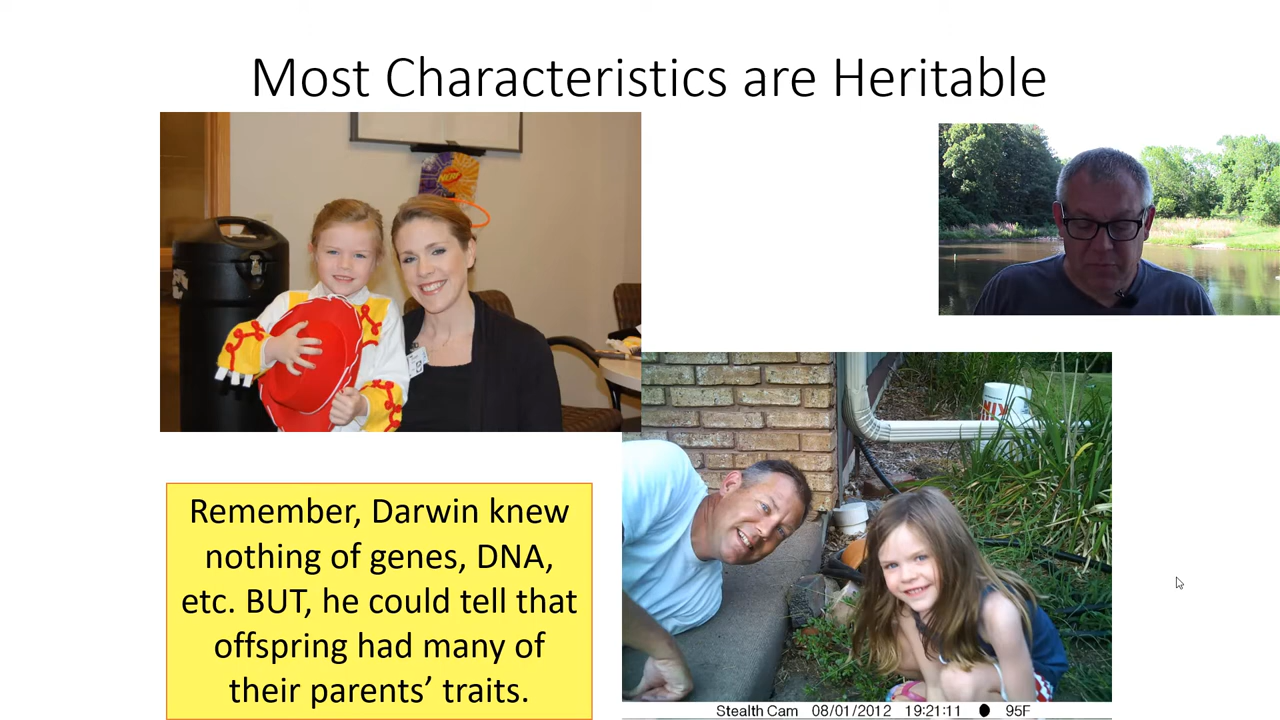 Most Characteristics are Heritable
NERF
Remember, Darwin knew
nothing of genes, DNA,
etc. BUT, he could tell that
offspring had many of
their parents’ traits.
Stealth Cam 08/01/2012 19:21:11 95F